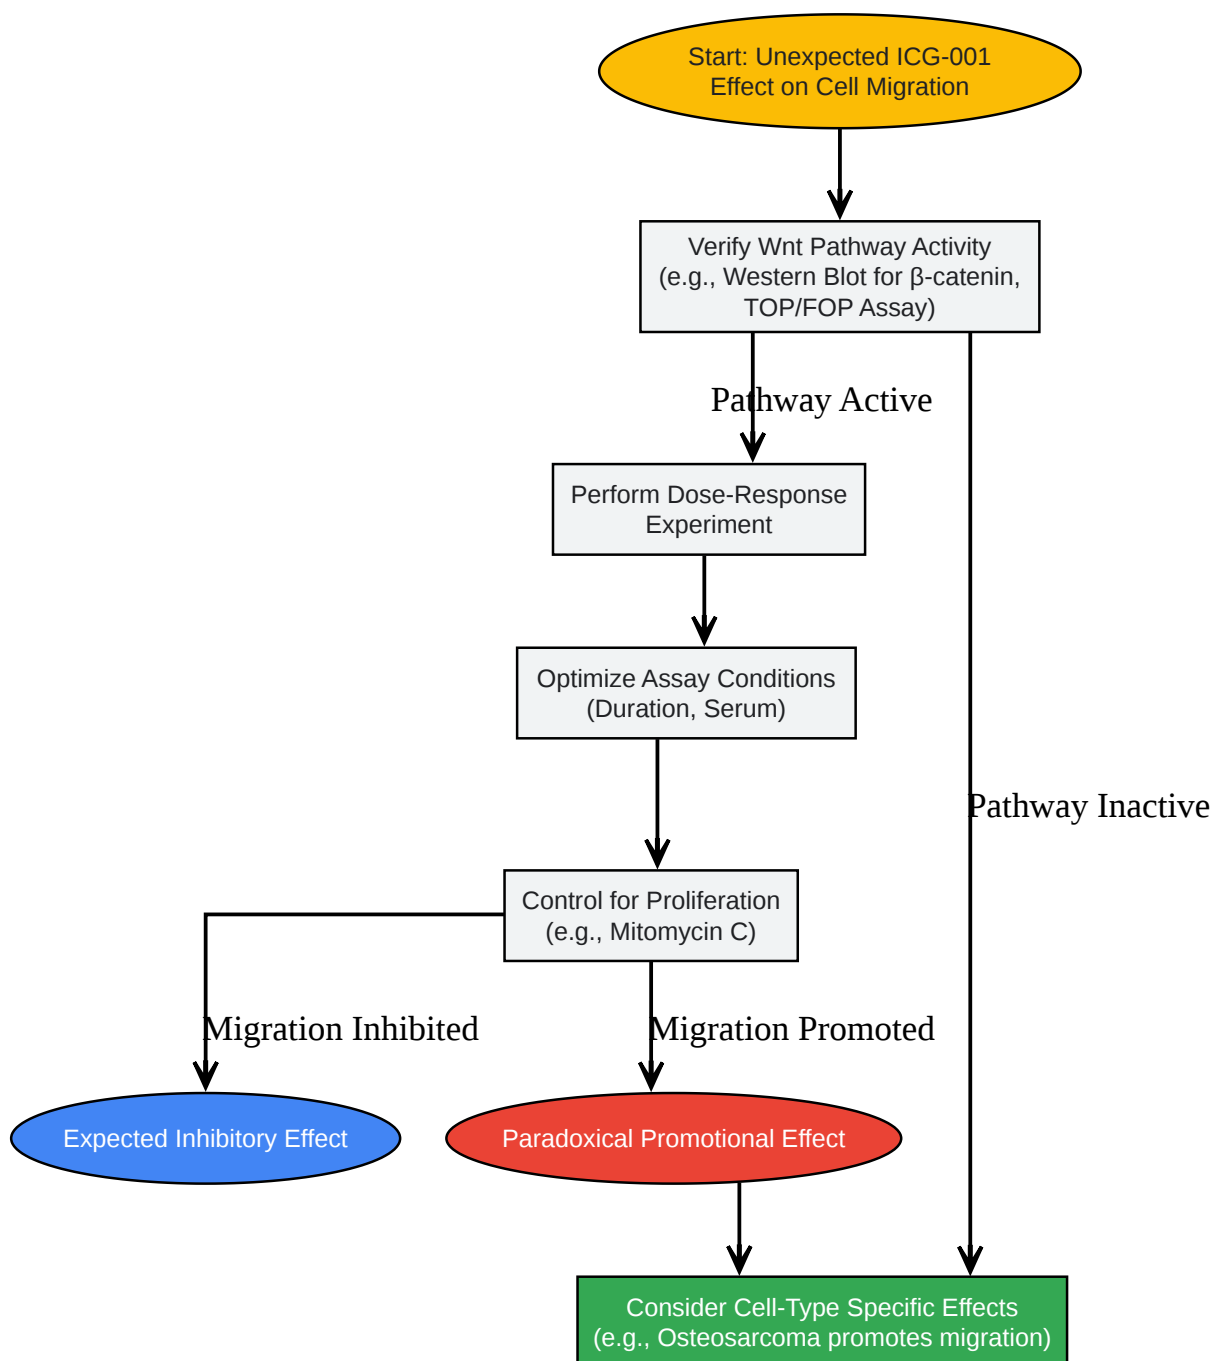 Start: Unexpected ICG-001
Effect on Cell Migration
Verify Wnt Pathway Activity
(e.g., Western Blot for β-catenin,
TOP/FOP Assay)
Pathway Active
Perform Dose-Response
Experiment
Optimize Assay Conditions
(Duration, Serum)
Pathway Inactive
Control for Proliferation
(e.g., Mitomycin C)
Migration Inhibited
Migration Promoted
Expected Inhibitory Effect
Paradoxical Promotional Effect
Consider Cell-Type Specific Effects
(e.g., Osteosarcoma promotes migration)